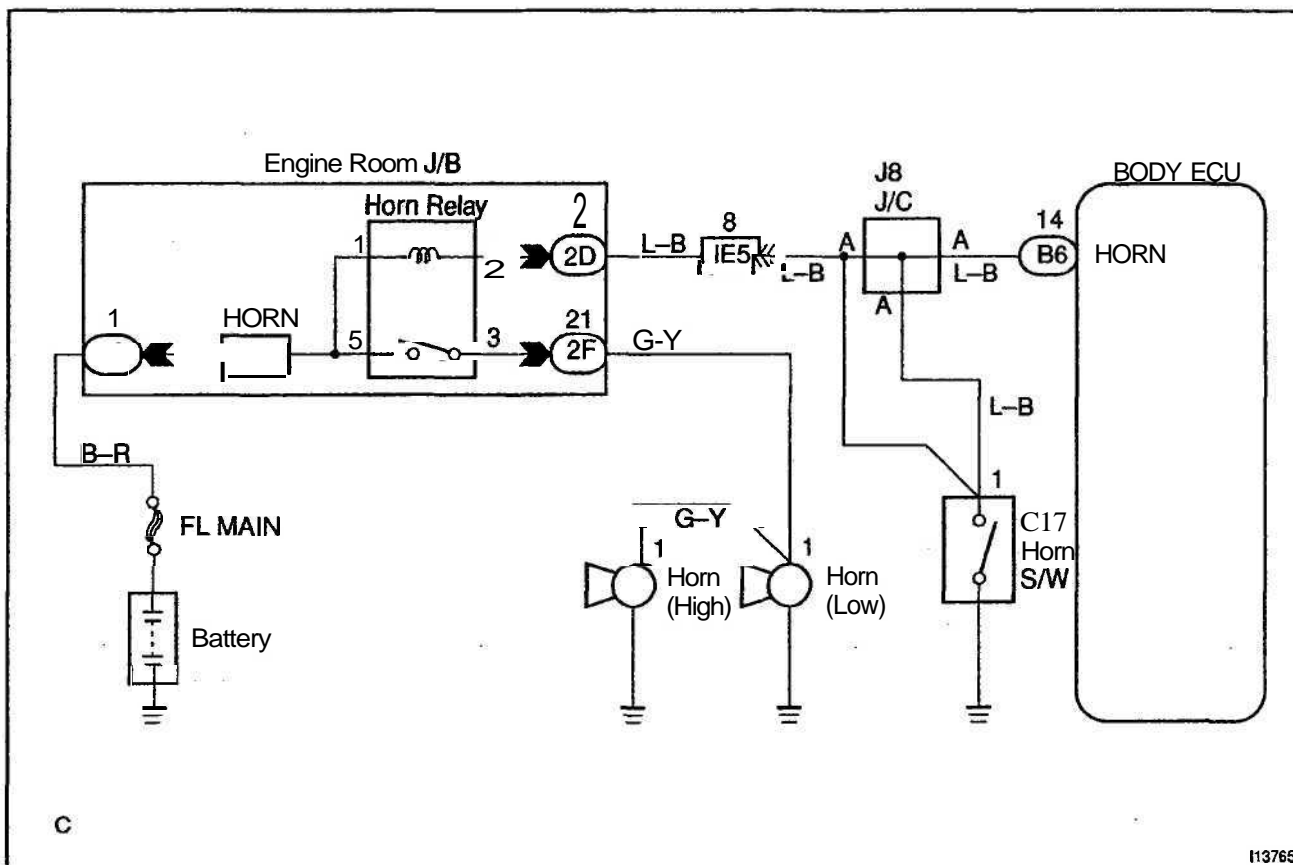 Engine Room J/B
Horn Relay
1
2
2
2D
L–B
8
IE5
L–B
A
J8
J/C
A
L–B
A
14
B6
HORN
BODY ECU
1
HORN
5
3
21
2F
G-Y
L–B
B–R
FL MAIN
Battery
G–Y
1
Horn
(High)
1
Horn
(Low)
1
C17
Horn
S/W
C
I13765